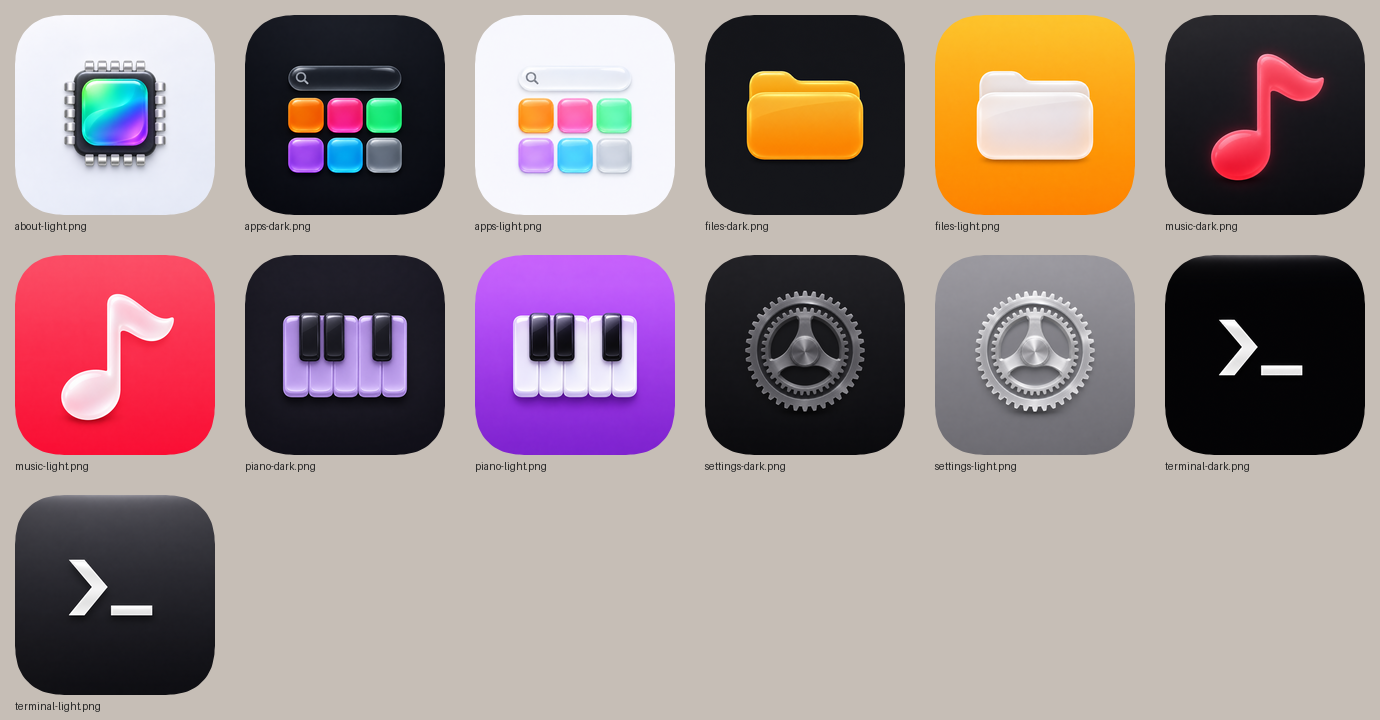 about-light.png
apps-dark.png
apps-light.png
files-dark.png
files-light.png
music-dark.png
music-light.png
piano-dark.png
piano-light.png
settings-dark.png
settings-light.png
terminal-dark.png
terminal-light.png